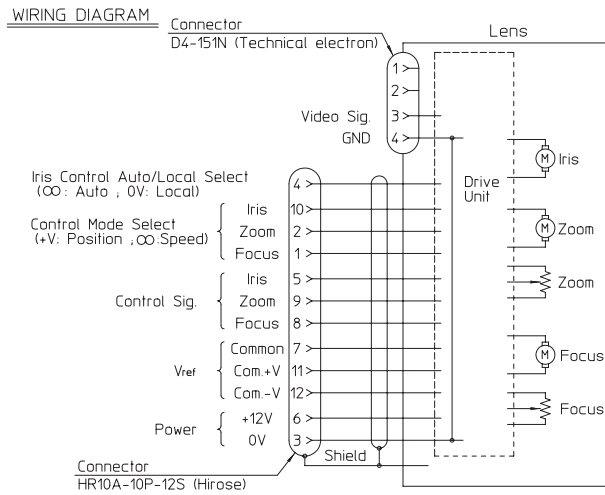 WIRING DIAGRAM
Connector
D4-151N (Technical electron)
Lens
1
2
Video Sig. 3
GND 4
Iris Control Auto/Local Select
(∞: Auto ; 0V: Local)
4
Control Mode Select
(+V: Position ;∞:Speed)
Iris 10
Zoom 2
Focus 1
Control Sig.
Iris 5
Zoom 9
Focus 8
Vref
Common 7
Com.+V 11
Com.-V 12
Power
+12V 6
0V 3
Shield
Connector
HR10A-10P-12S (Hirose)
Drive
Unit
M Iris
M Zoom
Zoom
M Focus
Focus